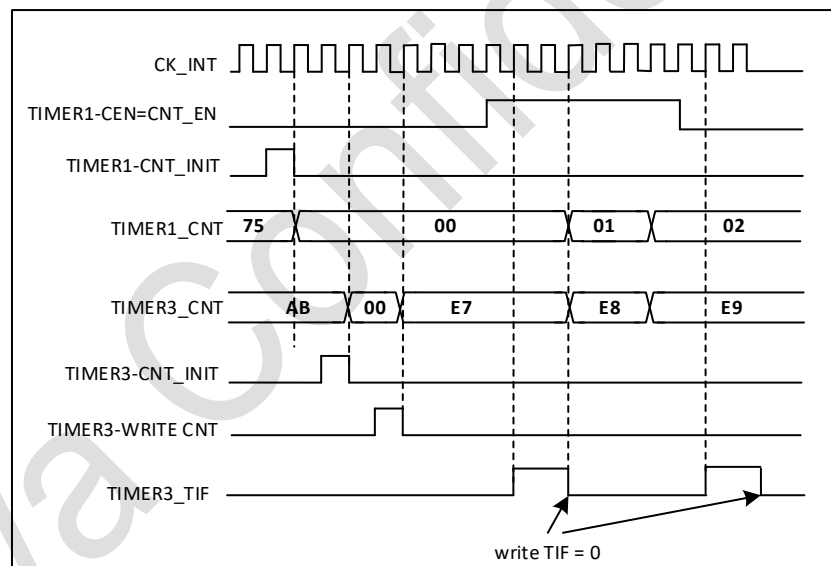 CK_INT
TIMER1-CEN=CNT_EN
TIMER1-CNT_INIT
TIMER1_CNT
75 00 01 02
TIMER3_CNT
AB 00 E7 E8 E9
TIMER3-CNT_INIT
TIMER3-WRITE CNT
TIMER3_TIF
write TIF = 0